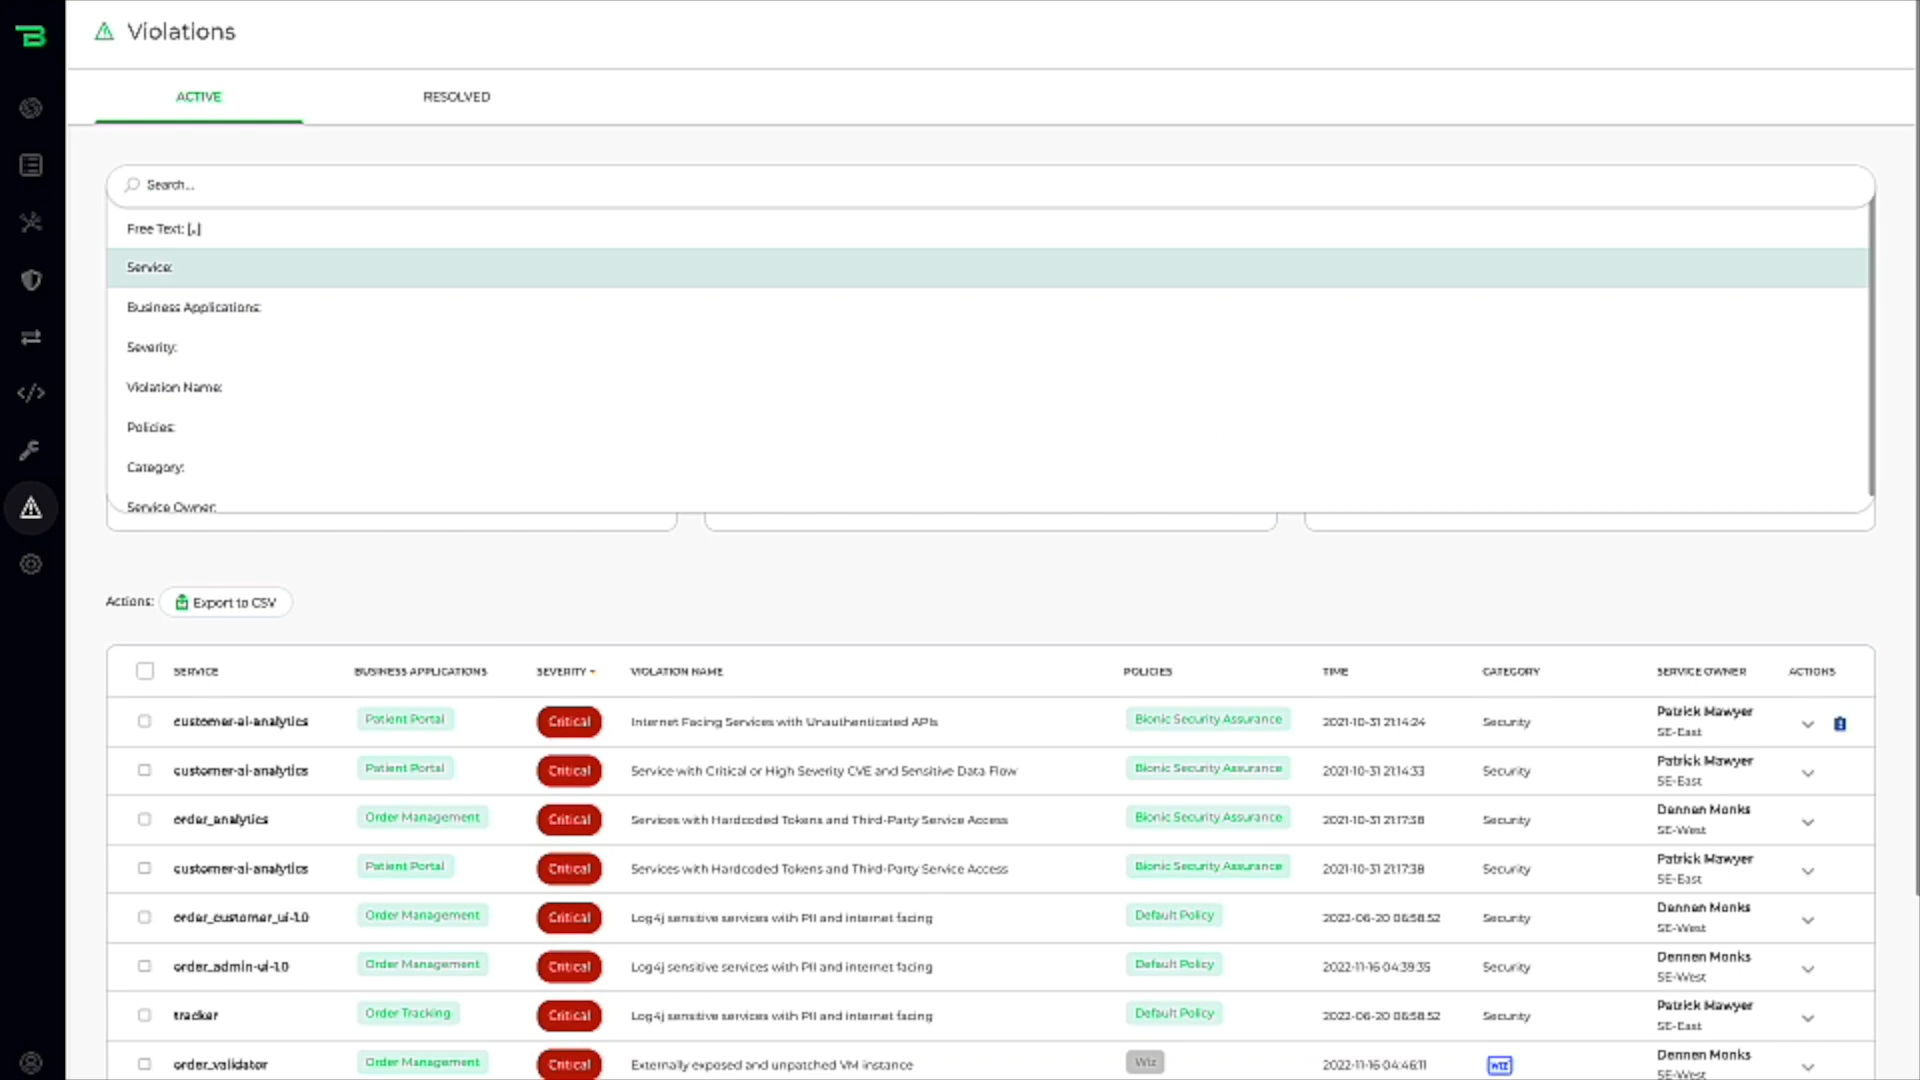 Violations
ACTIVE RESOLVED
Search...
Free Text: [,]
Service:
Business Applications:
Severity:
Violation Name:
Policies:
Category:
Service Owner:
Actions: Export to CSV
SERVICE BUSINESS APPLICATIONS SEVERITY VIOLATION NAME POLICIES TIME CATEGORY SERVICE OWNER ACTIONS
customer-ai-analytics Patient Portal Critical Internet Facing Services with Unauthenticated APIs Bionic Security Assurance 2021-10-31 21:14:24 Security Patrick Mawyer
SE-East
customer-ai-analytics Patient Portal Critical Service with Critical or High Severity CVE and Sensitive Data Flow Bionic Security Assurance 2021-10-31 21:14:33 Security Patrick Mawyer
SE-East
order_analytics Order Management Critical Services with Hardcoded Tokens and Third-Party Service Access Bionic Security Assurance 2021-10-31 21:17:38 Security Dennen Monks
SE-West
customer-ai-analytics Patient Portal Critical Services with Hardcoded Tokens and Third-Party Service Access Bionic Security Assurance 2021-10-31 21:17:38 Security Patrick Mawyer
SE-East
order_customer_ui-1.0 Order Management Critical Log4j sensitive services with PII and internet facing Default Policy 2022-06-20 06:58:52 Security Dennen Monks
SE-West
order_admin-ui-1.0 Order Management Critical Log4j sensitive services with PII and internet facing Default Policy 2022-11-16 04:39:35 Security Dennen Monks
SE-West
tracker Order Tracking Critical Log4j sensitive services with PII and internet facing Default Policy 2022-06-20 06:58:52 Security Patrick Mawyer
SE-East
order_validator Order Management Critical Externally exposed and unpatched VM instance Wiz 2022-11-16 04:46:11 WIZ Dennen Monks
SE-West